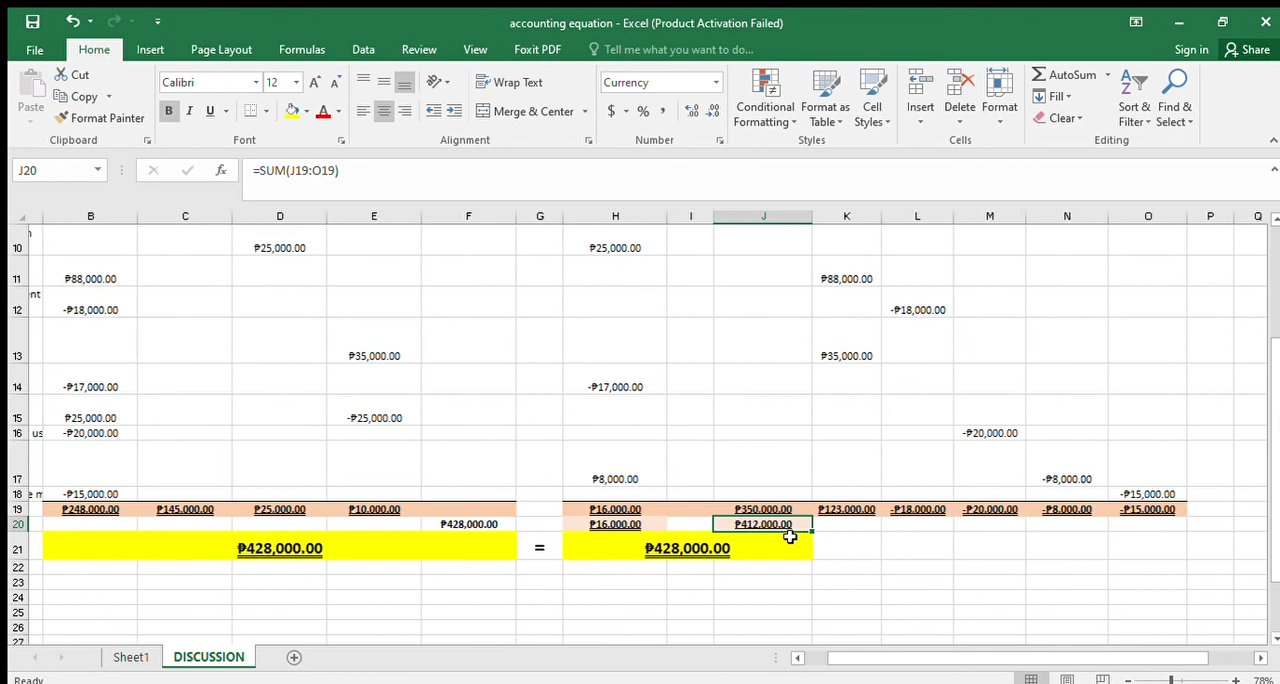 accounting equation - Excel (Product Activation Failed)
File Home Insert Page Layout Formulas Data Review View Foxit PDF Tell me what you want to do... Sign in Share
Paste Cut Copy Format Painter
Calibri 12 A A B I U A
Wrap Text Merge & Center
Currency $ % ,
Conditional Formatting Format as Table Cell Styles
Insert Delete Format
AutoSum Fill Clear Sort & Filter Find & Select
Clipboard Font Alignment Number Styles Cells Editing
J20 fx =SUM(J19:O19)
B C D E F G H I J K L M N O P Q
10 ₱25,000.00 ₱25,000.00
11 ₱88,000.00 ₱88,000.00
12 -₱18,000.00 -₱18,000.00
13 ₱35,000.00 ₱35,000.00
14 -₱17,000.00 -₱17,000.00
15 ₱25,000.00 -₱25,000.00
16 us -₱20,000.00 -₱20,000.00
17 ₱8,000.00 -₱8,000.00
18 e m -₱15,000.00 -₱15,000.00
19 ₱248,000.00 ₱145,000.00 ₱25,000.00 ₱10,000.00 ₱16,000.00 ₱350,000.00 ₱123,000.00 -₱18,000.00 -₱20,000.00 -₱8,000.00 -₱15,000.00
20 ₱428,000.00 ₱16,000.00 ₱412,000.00
21 ₱428,000.00 = ₱428,000.00
22
23
24
25
26
27
Sheet1 DISCUSSION
Ready 78%